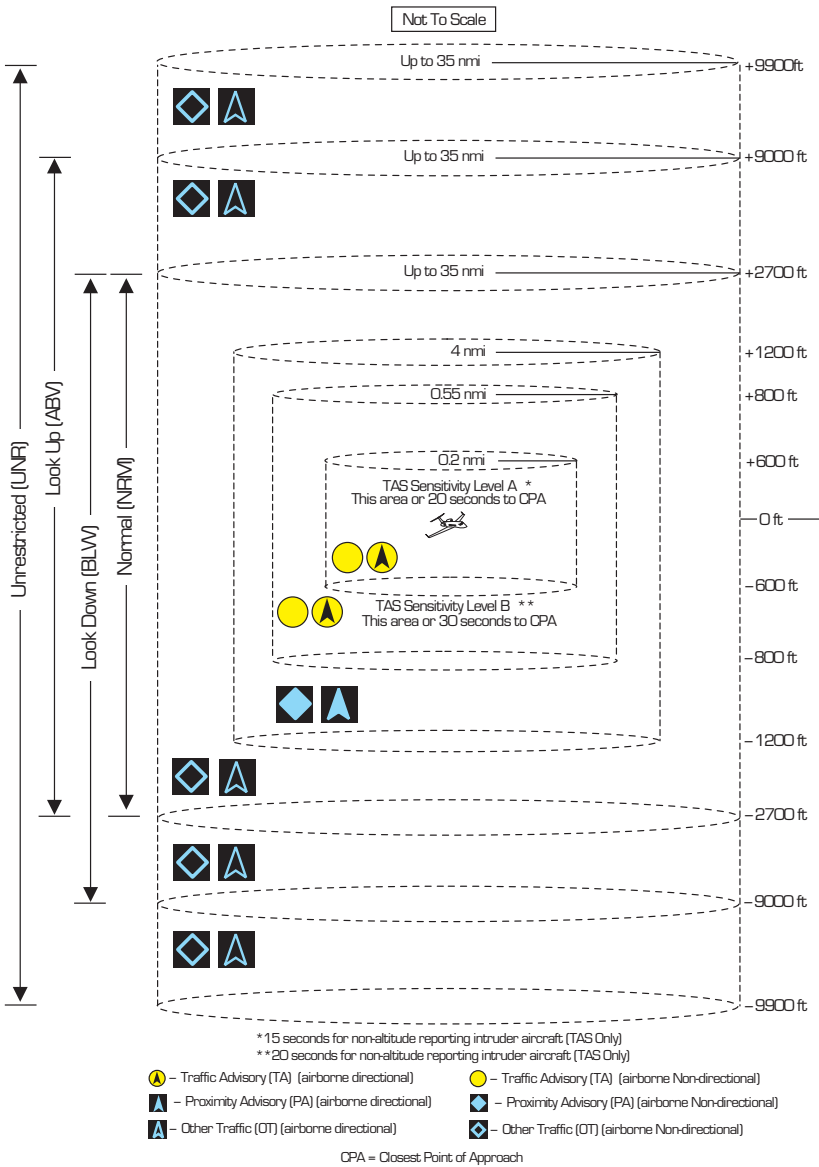 Not To Scale
Up to 35 nmi
+9900ft
Up to 35 nmi
+9000 ft
Up to 35 nmi
+2700 ft
4 nmi
+1200 ft
0.55 nmi
+800 ft
0.2 nmi
+600 ft
TAS Sensitivity Level A *
This area or 20 seconds to CPA
0 ft
-600 ft
TAS Sensitivity Level B **
This area or 30 seconds to CPA
-800 ft
-1200 ft
-2700 ft
-9000 ft
-9900 ft
Unrestricted (UNR)
Look Up (ABV)
Look Down (BLW)
Normal (NRM)
*15 seconds for non-altitude reporting intruder aircraft (TAS Only)
**20 seconds for non-altitude reporting intruder aircraft (TAS Only)
– Traffic Advisory (TA) (airborne directional)
– Traffic Advisory (TA) (airborne Non-directional)
– Proximity Advisory (PA) (airborne directional)
– Proximity Advisory (PA) (airborne Non-directional)
– Other Traffic (OT) (airborne directional)
– Other Traffic (OT) (airborne Non-directional)
CPA = Closest Point of Approach